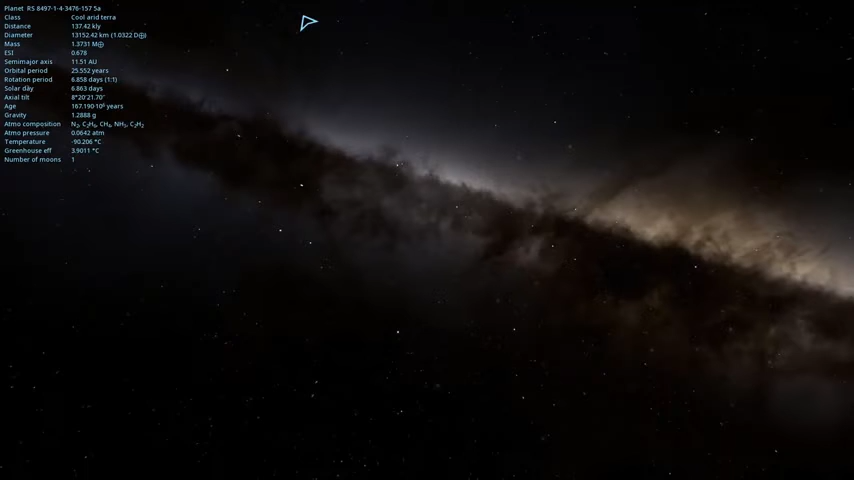 Planet RS 8497-1-4-3476-157 5a
Class Cool arid terra
Distance 137.42 kly
Diameter 13152.42 km (1.0322 D⊕)
Mass 1.3731 M⊕
ESI 0.678
Semimajor axis 11.51 AU
Orbital period 25.552 years
Rotation period 6.858 days (1:1)
Solar day 6.863 days
Axial tilt 8°20'21.70"
Age 167.190·10⁶ years
Gravity 1.2888 g
Atmo composition N₂, C₂H₆, CH₄, NH₃, C₂H₂
Atmo pressure 0.0642 atm
Temperature -90.206 °C
Greenhouse eff 3.9011 °C
Number of moons 1